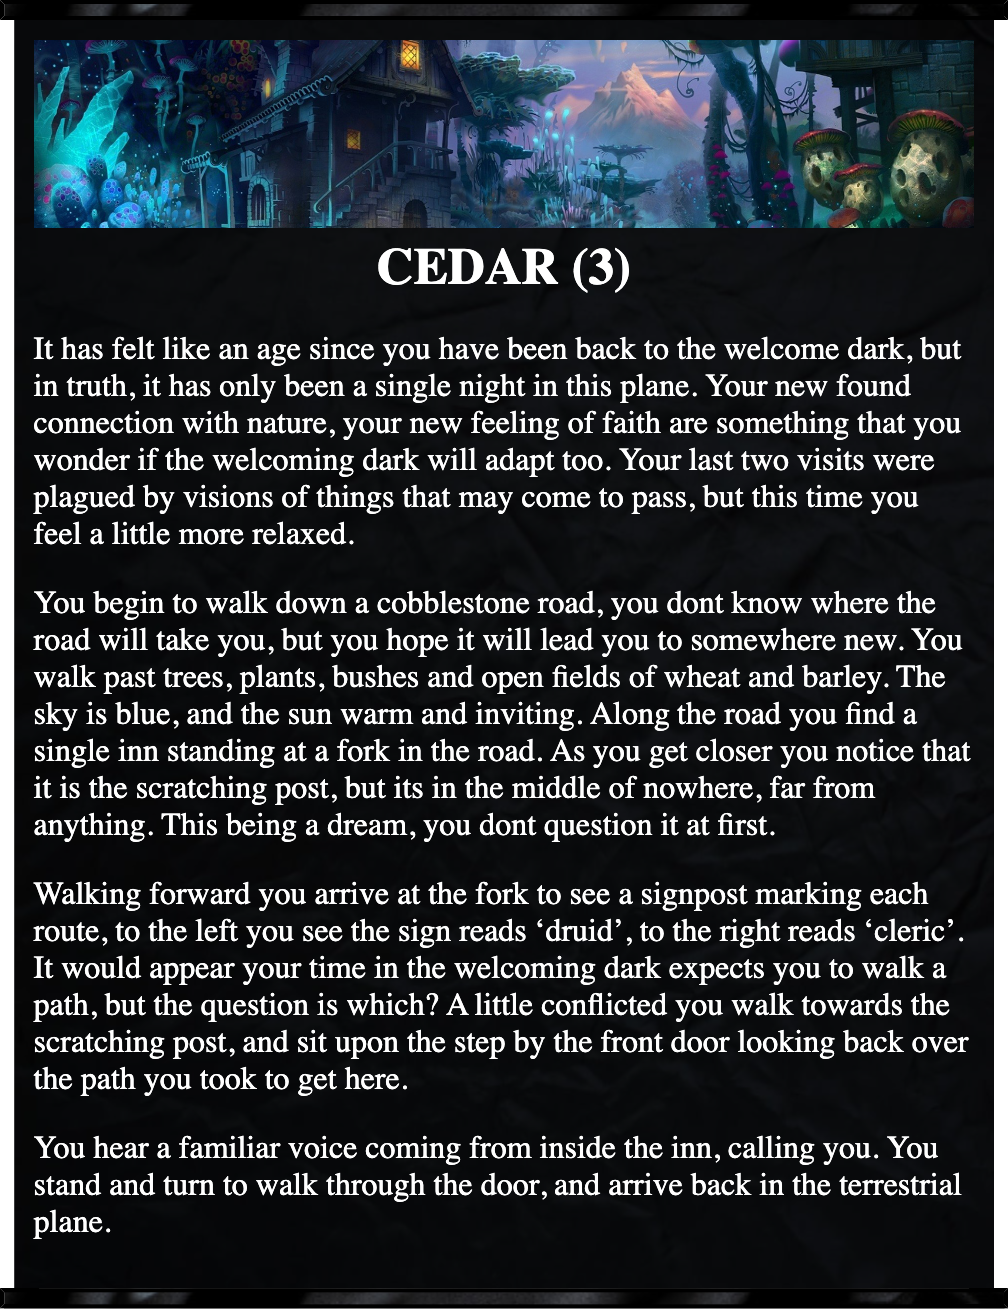 CEDAR (3)
It has felt like an age since you have been back to the welcome dark, but
in truth, it has only been a single night in this plane. Your new found
connection with nature, your new feeling of faith are something that you
wonder if the welcoming dark will adapt too. Your last two visits were
plagued by visions of things that may come to pass, but this time you
feel a little more relaxed.
You begin to walk down a cobblestone road, you dont know where the
road will take you, but you hope it will lead you to somewhere new. You
walk past trees, plants, bushes and open fields of wheat and barley. The
sky is blue, and the sun warm and inviting. Along the road you find a
single inn standing at a fork in the road. As you get closer you notice that
it is the scratching post, but its in the middle of nowhere, far from
anything. This being a dream, you dont question it at first.
Walking forward you arrive at the fork to see a signpost marking each
route, to the left you see the sign reads ‘druid’, to the right reads ‘cleric’.
It would appear your time in the welcoming dark expects you to walk a
path, but the question is which? A little conflicted you walk towards the
scratching post, and sit upon the step by the front door looking back over
the path you took to get here.
You hear a familiar voice coming from inside the inn, calling you. You
stand and turn to walk through the door, and arrive back in the terrestrial
plane.